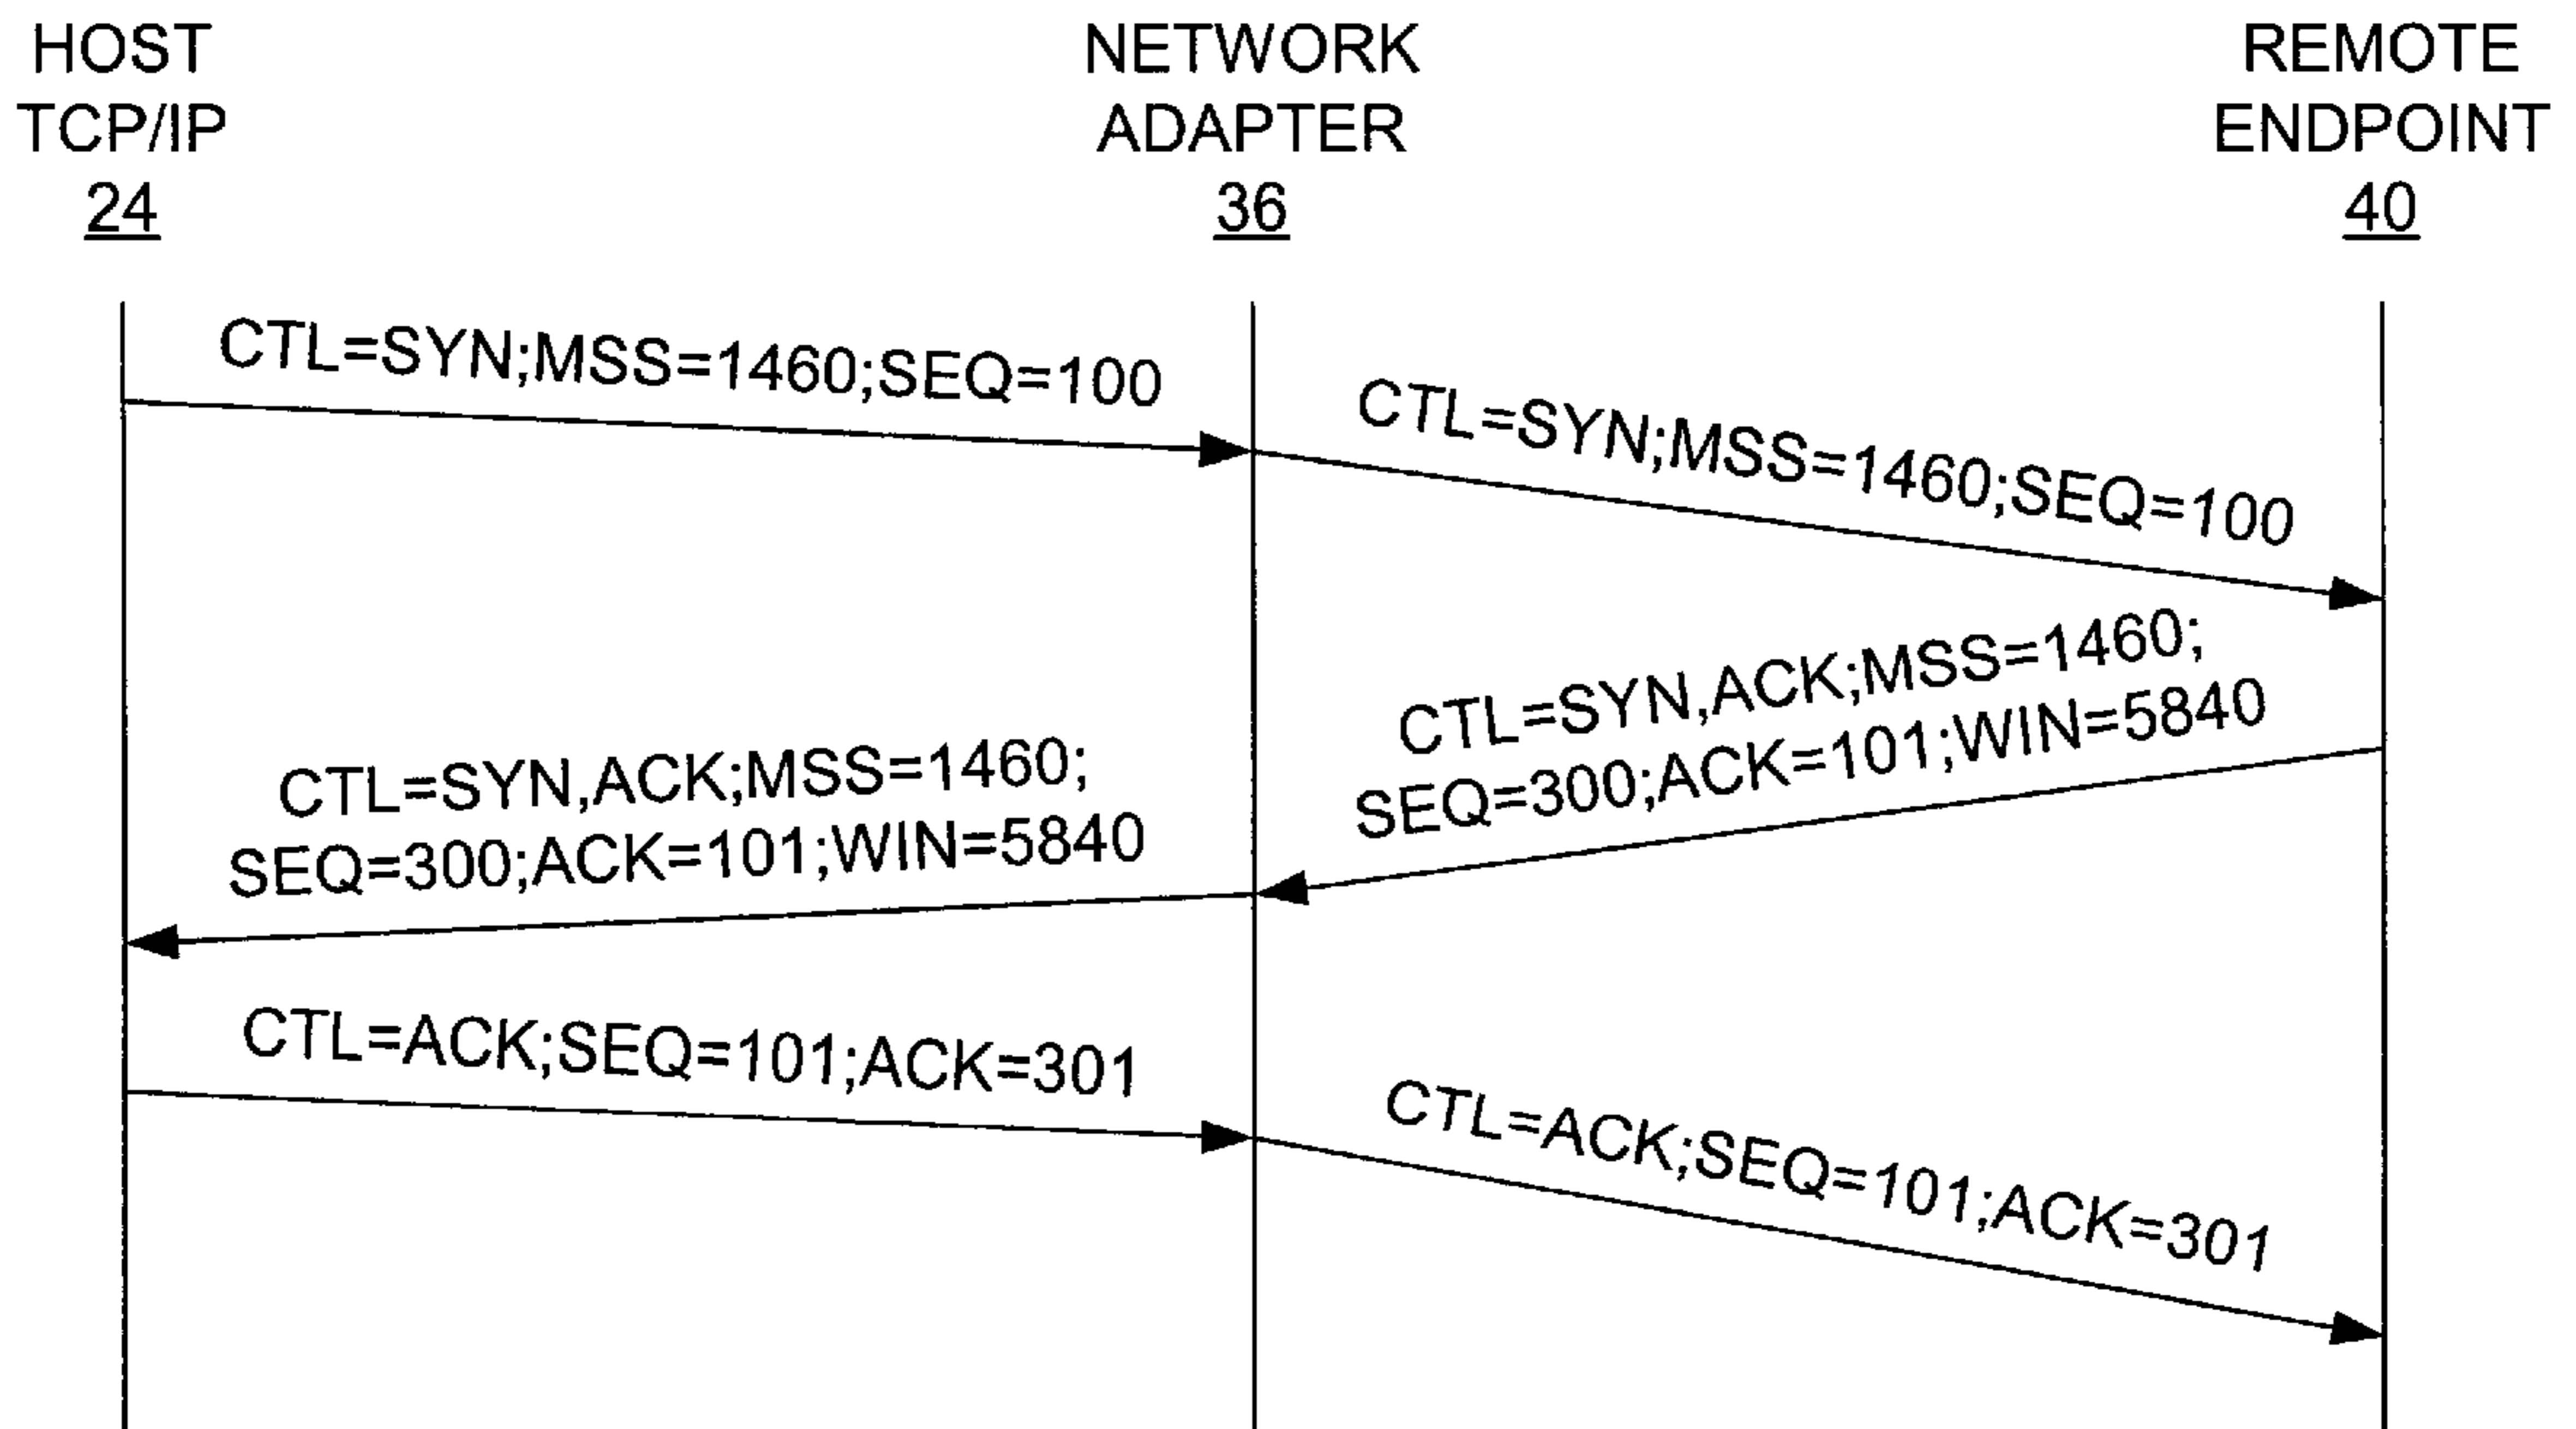 HOST
TCP/IP
24
NETWORK
ADAPTER
36
REMOTE
ENDPOINT
40
CTL=SYN;MSS=1460;SEQ=100
CTL=SYN;MSS=1460;SEQ=100
CTL=SYN,ACK;MSS=1460;
SEQ=300;ACK=101;WIN=5840
CTL=SYN,ACK;MSS=1460;
SEQ=300;ACK=101;WIN=5840
CTL=ACK;SEQ=101;ACK=301
CTL=ACK;SEQ=101;ACK=301